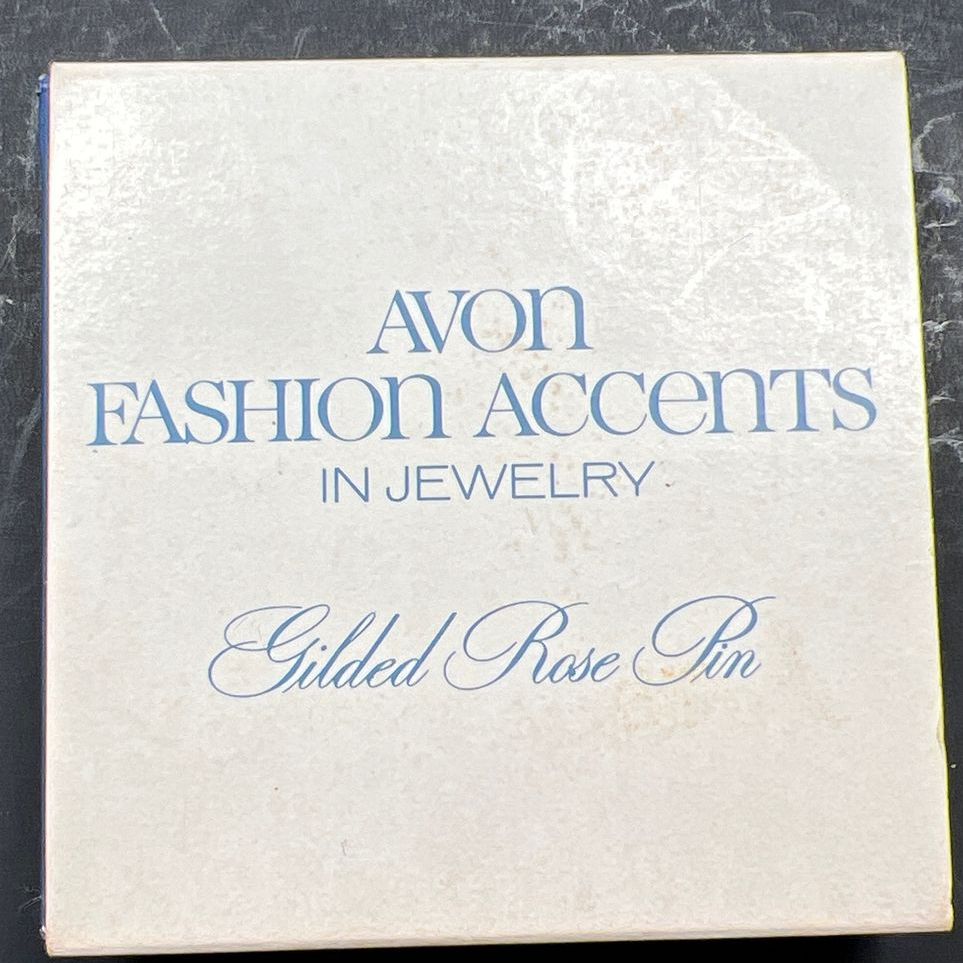 AVON
FASHION ACCENTS
IN JEWELRY
Gilded Rose Pin